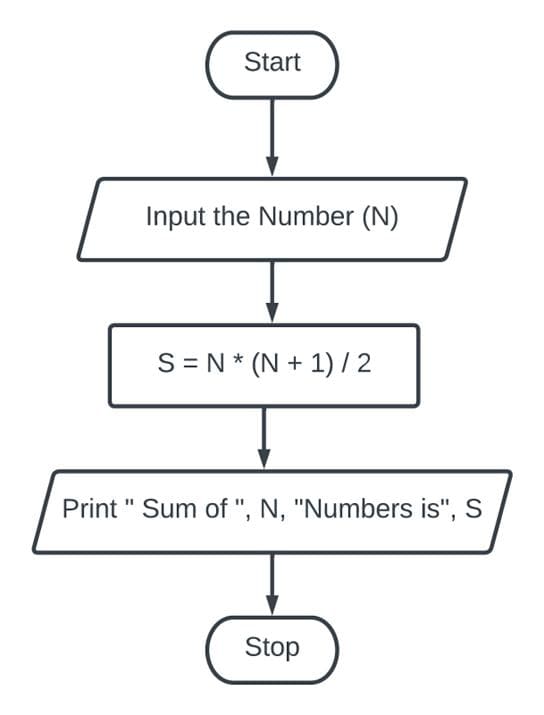 Start
Input the Number (N)
S = N * (N + 1) / 2
Print " Sum of ", N, "Numbers is", S
Stop